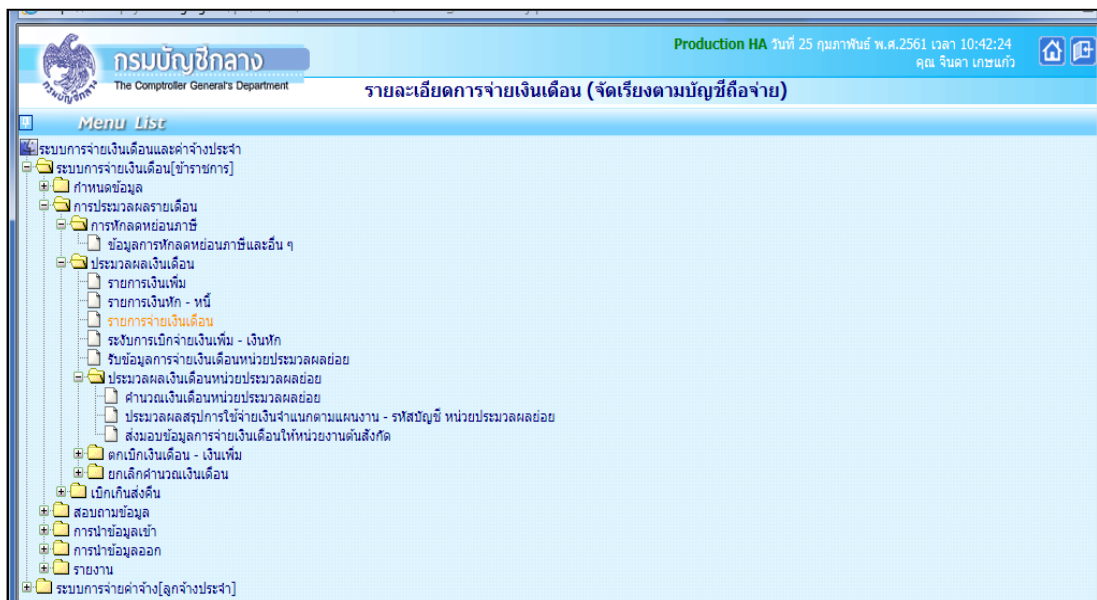 Production HA วันที่ 25 กุมภาพันธ์ พ.ศ.2561 เวลา 10:42:24
คุณ จินดา เกษแก้ว
กรมบัญชีกลาง
The Comptroller General's Department
รายละเอียดการจ่ายเงินเดือน (จัดเรียงตามบัญชีถือจ่าย)
Menu List
ระบบการจ่ายเงินเดือนและค่าจ้างประจำ
ระบบการจ่ายเงินเดือน[ข้าราชการ]
กำหนดข้อมูล
การประมวลผลรายเดือน
การหักลดหย่อนภาษี
ข้อมูลการหักลดหย่อนภาษีและอื่น ๆ
ประมวลผลเงินเดือน
รายการเงินเพิ่ม
รายการเงินหัก - หนี้
รายการจ่ายเงินเดือน
ระงับการเบิกจ่ายเงินเพิ่ม - เงินหัก
รับข้อมูลการจ่ายเงินเดือนหน่วยประมวลผลย่อย
ประมวลผลเงินเดือนหน่วยประมวลผลย่อย
คำนวณเงินเดือนหน่วยประมวลผลย่อย
ประมวลผลสรุปการใช้จ่ายเงินจำแนกตามแผนงาน - รหัสบัญชี หน่วยประมวลผลย่อย
ส่งมอบข้อมูลการจ่ายเงินเดือนให้หน่วยงานต้นสังกัด
ตกเบิกเงินเดือน - เงินเพิ่ม
ยกเลิกคำนวณเงินเดือน
เบิกเกินส่งคืน
สอบถามข้อมูล
การนำข้อมูลเข้า
การนำข้อมูลออก
รายงาน
ระบบการจ่ายค่าจ้าง[ลูกจ้างประจำ]